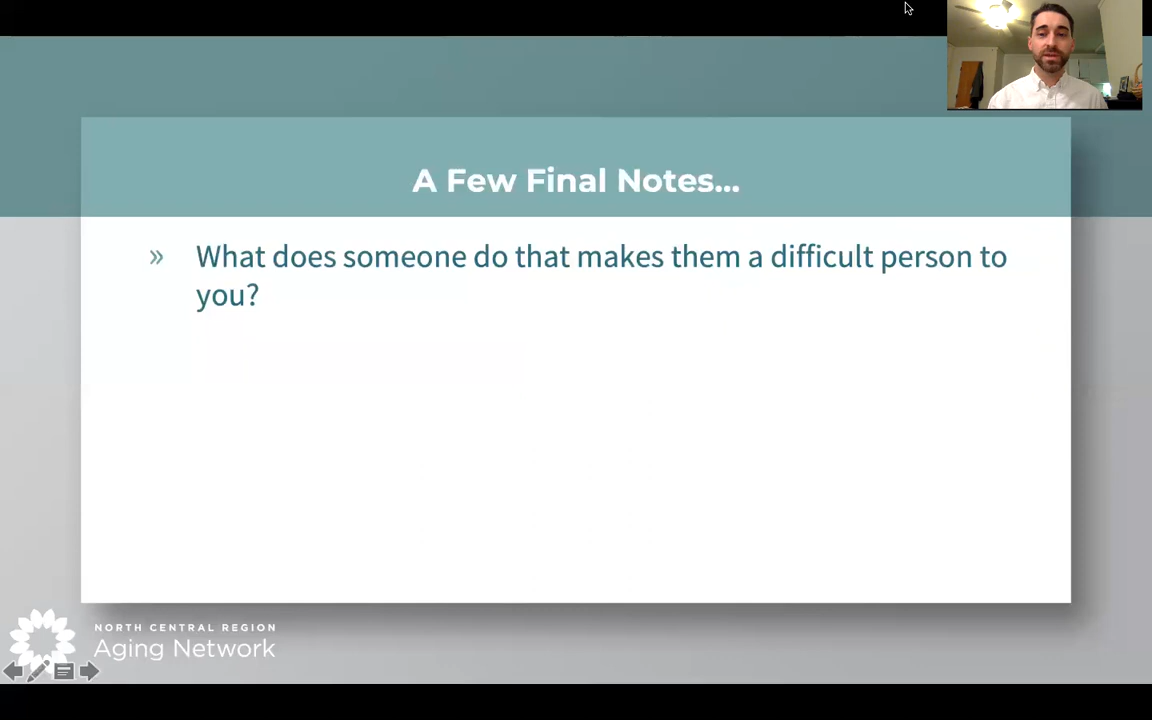 A Few Final Notes...
» What does someone do that makes them a difficult person to
you?
NORTH CENTRAL REGION
Aging Network